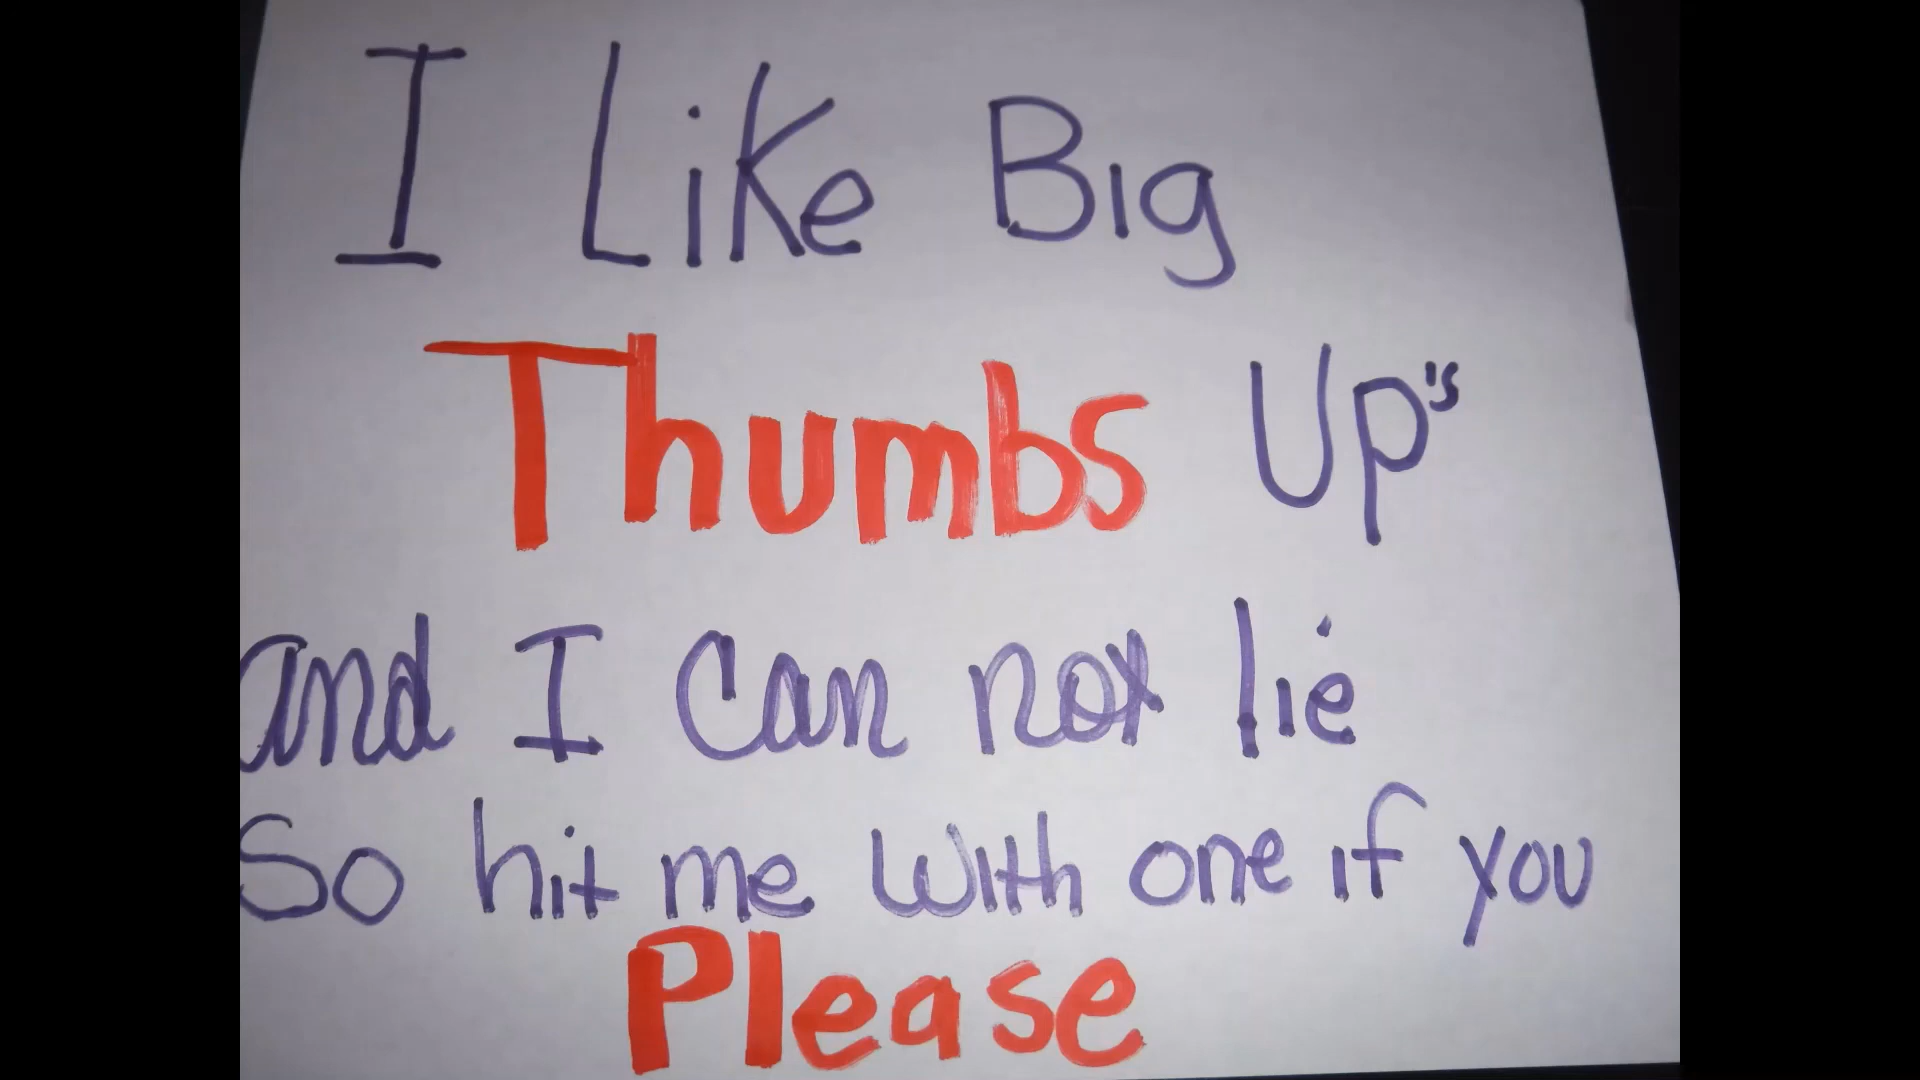 I Like Big
Thumbs Up's
and I can not lie
So hit me with one if you
Please